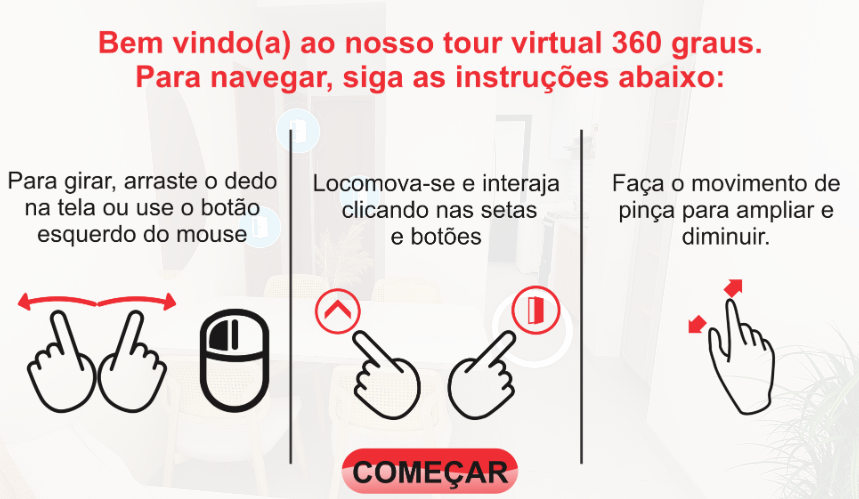 Bem vindo(a) ao nosso tour virtual 360 graus.
Para navegar, siga as instruções abaixo:
Para girar, arraste o dedo
na tela ou use o botão
esquerdo do mouse
Locomova-se e interaja
clicando nas setas
e botões
Faça o movimento de
pinça para ampliar e
diminuir.
COMEÇAR